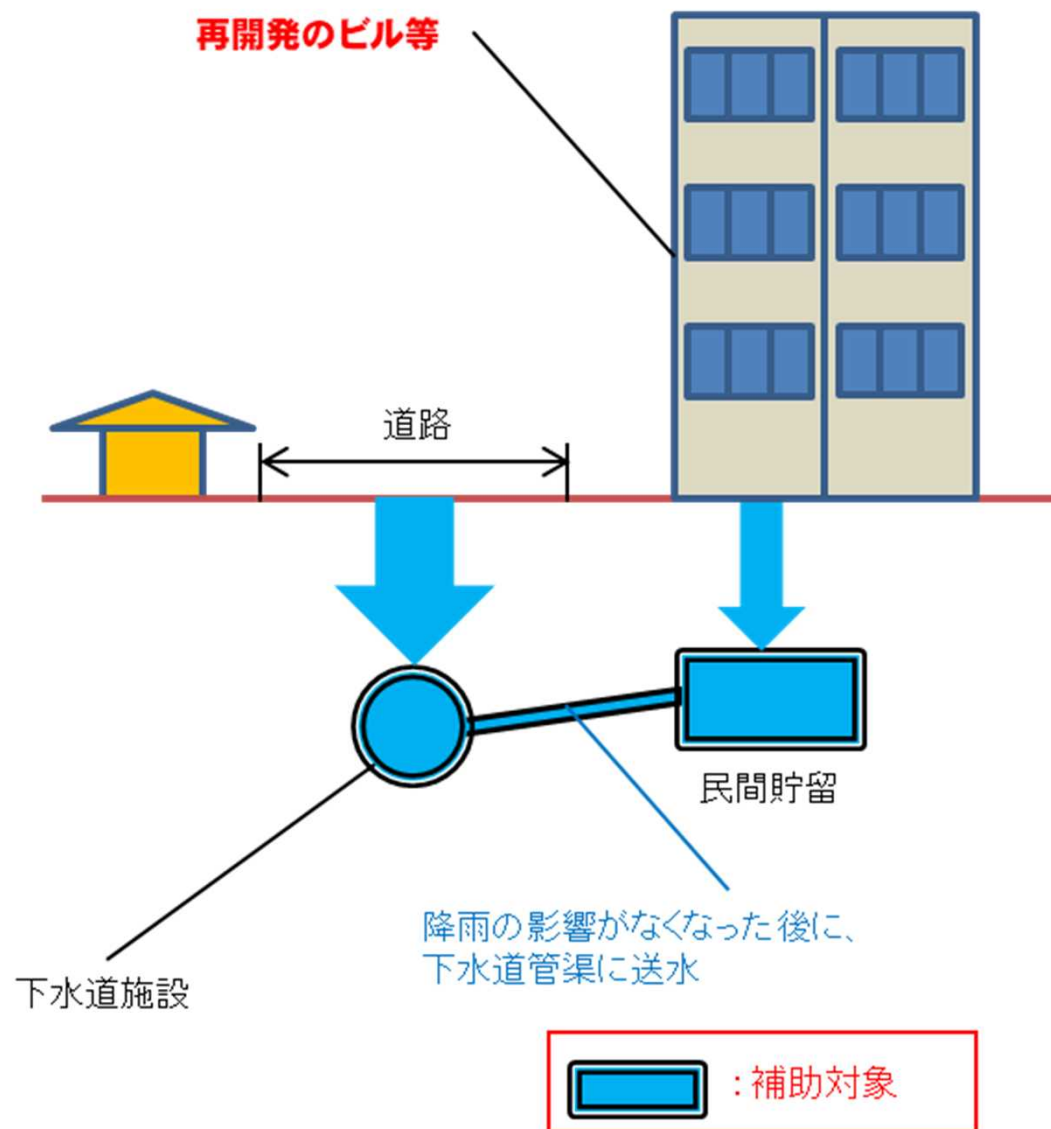 再開発のビル等
道路
民間貯留
降雨の影響がなくなった後に、
下水道管渠に送水
下水道施設
：補助対象